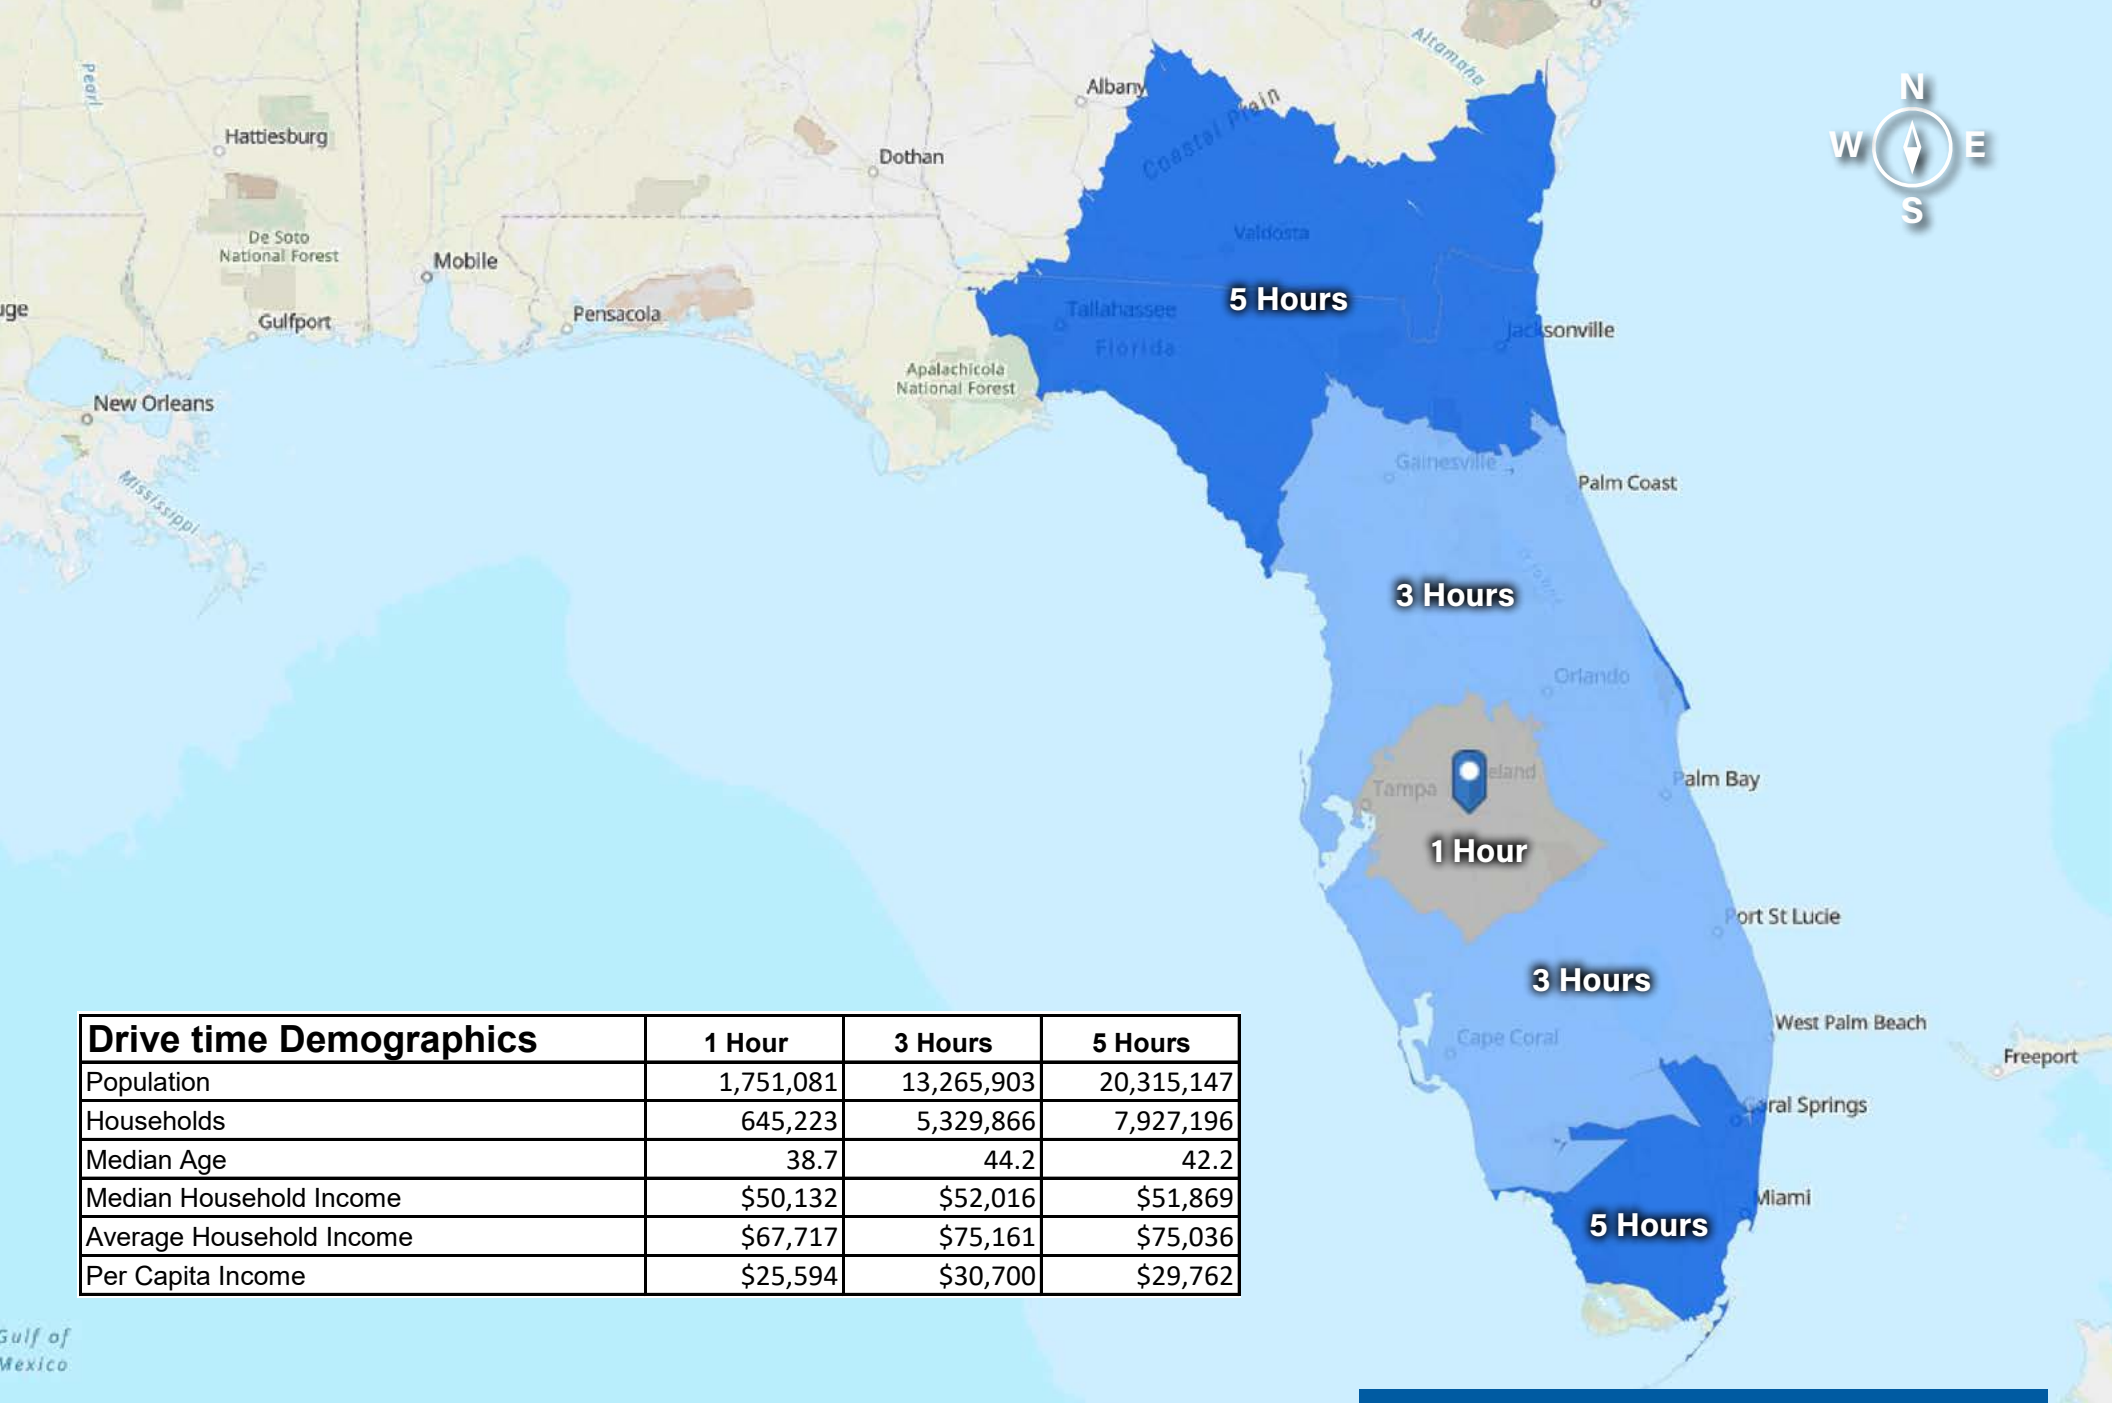 Altamaha
Pearl
Albany
N
W
E
S
Coastal Plain
Hattiesburg
Dothan
Valdosta
De Soto
National Forest
Mobile
5 Hours
Tallahassee
Pensacola
Gulfport
Jacksonville
Florida
Apalachicola
National Forest
New Orleans
Gainesville
Palm Coast
Mississippi
3 Hours
Orlando
eland
Palm Bay
Tampa
1 Hour
Port St Lucie
3 Hours
West Palm Beach
Cape Coral
Freeport
Coral Springs
Miami
5 Hours
Drive time Demographics 1 Hour 3 Hours 5 Hours
Population 1,751,081 13,265,903 20,315,147
Households 645,223 5,329,866 7,927,196
Median Age 38.7 44.2 42.2
Median Household Income $50,132 $52,016 $51,869
Average Household Income $67,717 $75,161 $75,036
Per Capita Income $25,594 $30,700 $29,762
Gulf of
Mexico